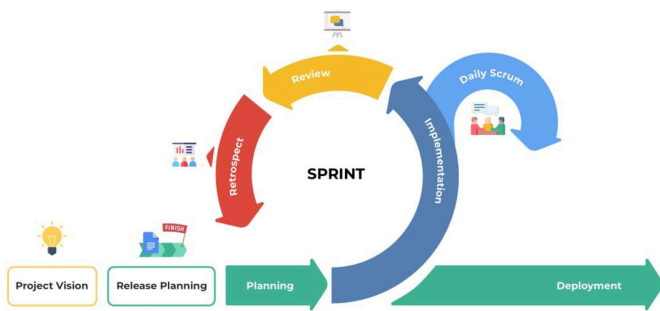 Review
Daily Scrum
Retrospect
SPRINT
Implementation
FINISH
Project Vision
Release Planning
Planning
Deployment